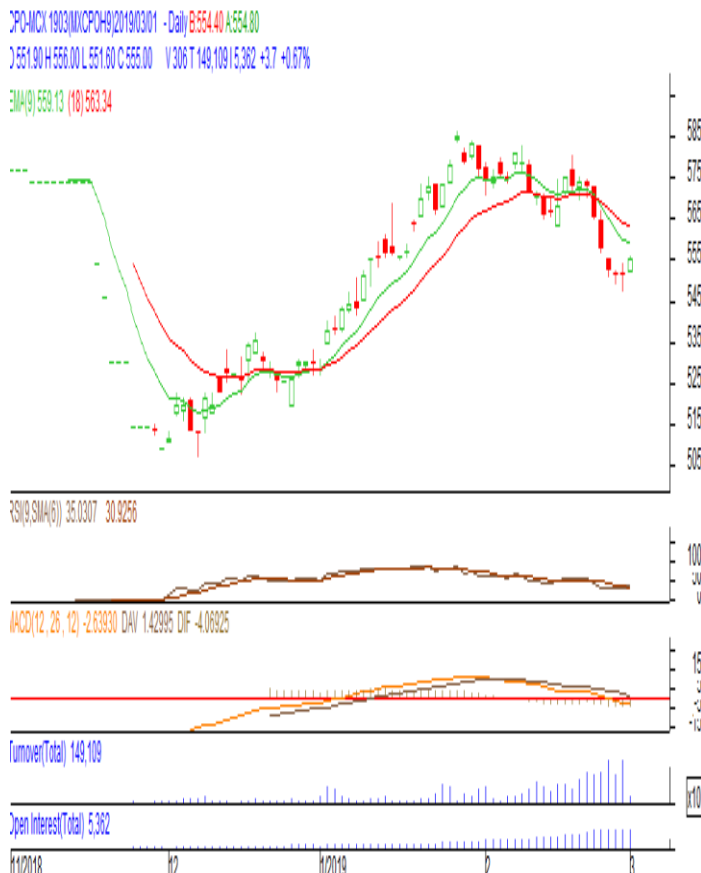 CPO-MCX 1903(MXCPOH9)2019/03/01 - Daily B:554.40 A:554.80
O 551.90 H 556.00 L 551.60 C 555.00 V 306 T 149,109 I 5,362 +3.7 +0.67%
EMA(9) 559.13 (18) 563.34
585
575
565
555
545
535
525
515
505
RSI(9,SMA(6)) 35.0307 30.9256
100
50
0
MACD(12 , 26 , 12) -2.63930 DAV 1.42995 DIF -4.06925
15
Turnover(Total) 149,109
x10
Open Interest(Total) 5,362
11/2018 12 1/2019 2 3